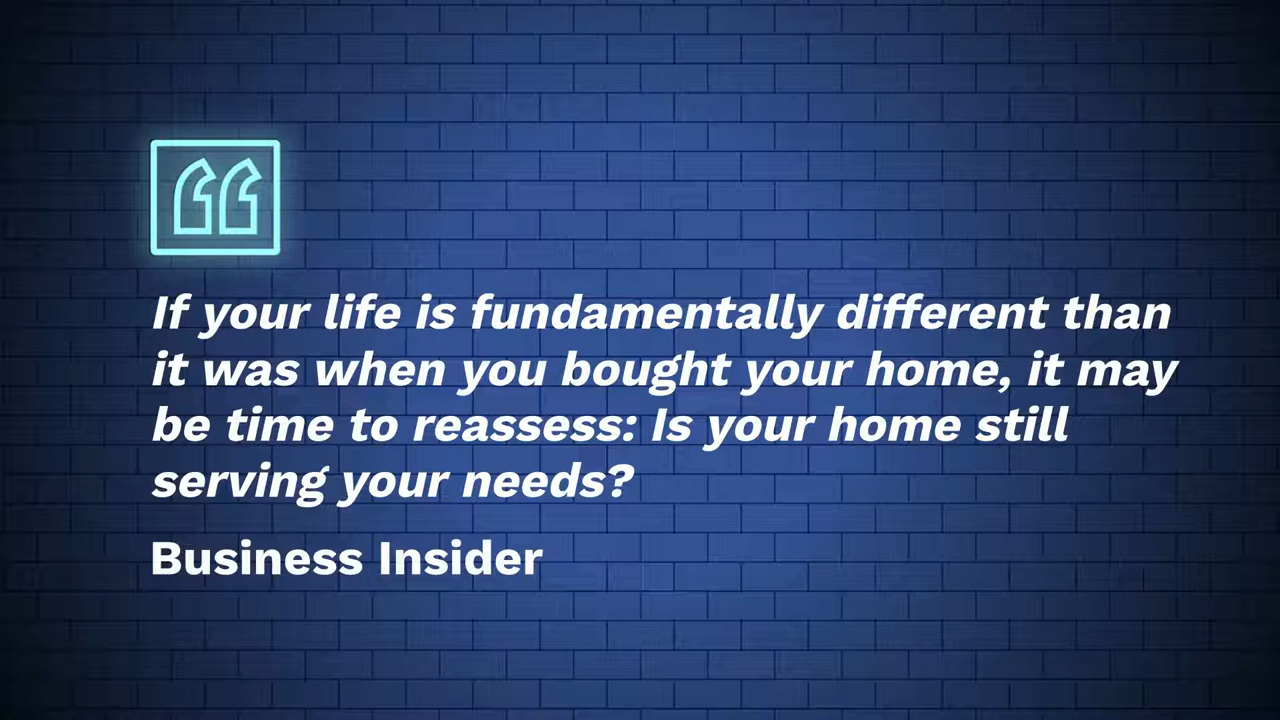 If your life is fundamentally different than
it was when you bought your home, it may
be time to reassess: Is your home still
serving your needs?
Business Insider